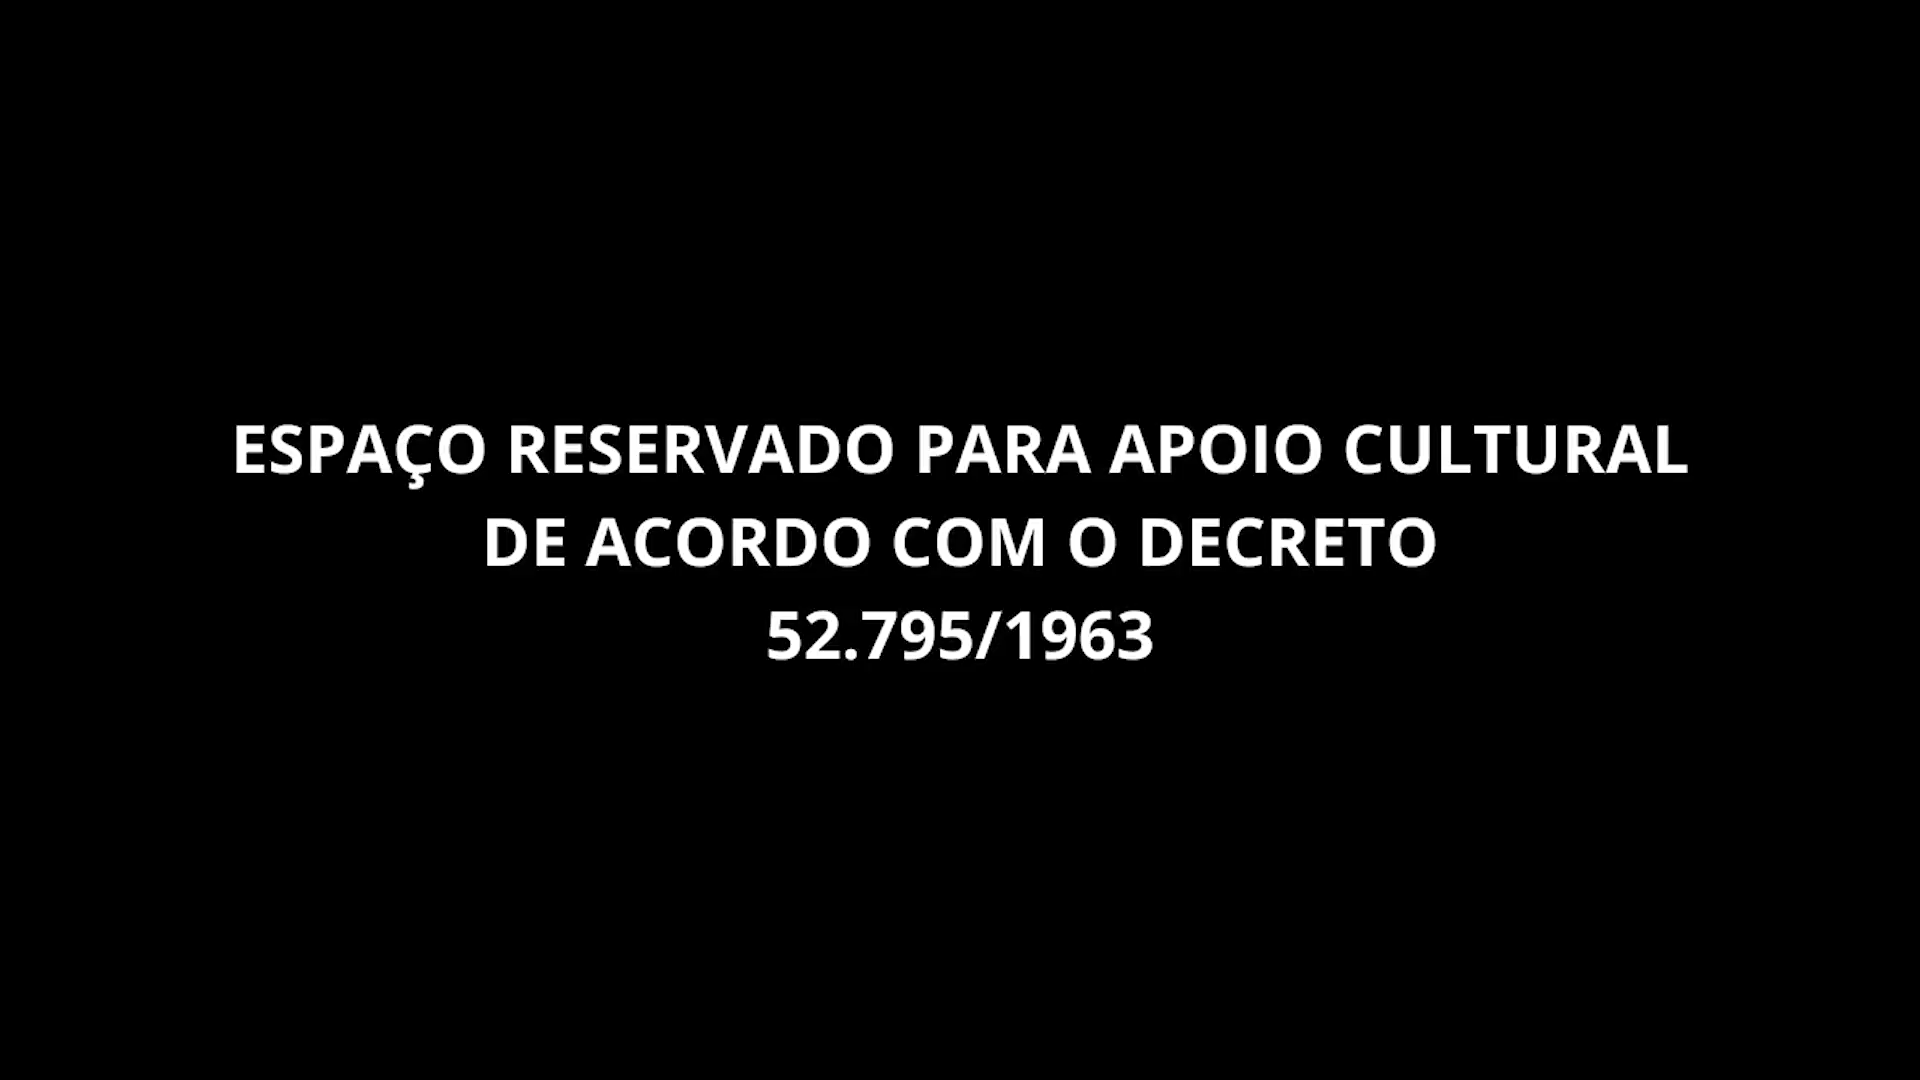 ESPAÇO RESERVADO PARA APOIO CULTURAL
DE ACORDO COM O DECRETO
52.795/1963